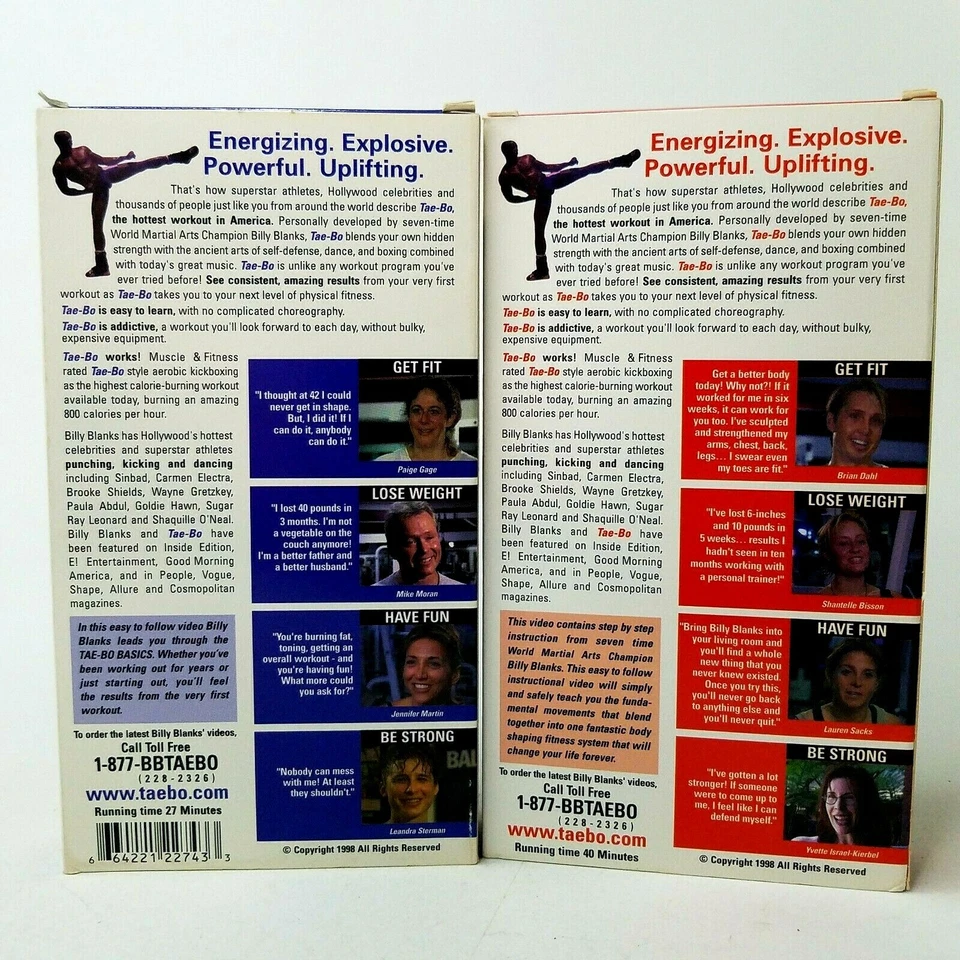 Energizing. Explosive.
Powerful. Uplifting.
That's how superstar athletes, Hollywood celebrities and
thousands of people just like you from around the world describe Tae-Bo,
the hottest workout in America. Personally developed by seven-time
World Martial Arts Champion Billy Blanks, Tae-Bo blends your own hidden
strength with the ancient arts of self-defense, dance, and boxing combined
with today's great music. Tae-Bo is unlike any workout program you've
ever tried before! See consistent, amazing results from your very first
workout as Tae-Bo takes you to your next level of physical fitness.
Tae-Bo is easy to learn, with no complicated choreography.
Tae-Bo is addictive, a workout you'll look forward to each day, without bulky,
expensive equipment.
Tae-Bo works! Muscle & Fitness
rated Tae-Bo style aerobic kickboxing
as the highest calorie-burning workout
available today, burning an amazing
800 calories per hour.
Billy Blanks has Hollywood's hottest
celebrities and superstar athletes
punching, kicking and dancing
including Sinbad, Carmen Electra,
Brooke Shields, Wayne Gretzkey,
Paula Abdul, Goldie Hawn, Sugar
Ray Leonard and Shaquille O'Neal.
Billy Blanks and Tae-Bo have
been featured on Inside Edition,
E! Entertainment, Good Morning
America, and in People, Vogue,
Shape, Allure and Cosmopolitan
magazines.
In this easy to follow video Billy
Blanks leads you through the
TAE-BO BASICS. Whether you've
been working out for years or
just starting out, you'll feel
the results from the very first
workout.
To order the latest Billy Blanks' videos,
Call Toll Free
1-877-BBTAEBO
(228-2326)
www.taebo.com
Running time 27 Minutes
6 64221 22743 3
GET FIT
"I thought at 42 I could
never get in shape.
But, I did it! If I
can do it, anybody
can do it."
Paige Gage
LOSE WEIGHT
"I lost 40 pounds in
3 months. I'm not
a vegetable on the
couch anymore!
I'm a better father and
a better husband."
Mike Moran
HAVE FUN
"You're burning fat,
toning, getting an
overall workout - and
you're having fun!
What more could
you ask for?"
Jennifer Martin
BE STRONG
"Nobody can mess
with me! At least
they shouldn't."
BAL
Leandra Sterman
© Copyright 1998 All Rights Reserved
Energizing. Explosive.
Powerful. Uplifting.
That's how superstar athletes, Hollywood celebrities and
thousands of people just like you from around the world describe Tae-Bo,
the hottest workout in America. Personally developed by seven-time
World Martial Arts Champion Billy Blanks, Tae-Bo blends your own hidden
strength with the ancient arts of self-defense, dance, and boxing combined
with today's great music. Tae-Bo is unlike any workout program you've
ever tried before! See consistent, amazing results from your very first
workout as Tae-Bo takes you to your next level of physical fitness.
Tae-Bo is easy to learn, with no complicated choreography.
Tae-Bo is addictive, a workout you'll look forward to each day, without bulky,
expensive equipment.
Tae-Bo works! Muscle & Fitness
rated Tae-Bo style aerobic kickboxing
as the highest calorie-burning workout
available today, burning an amazing
800 calories per hour.
Billy Blanks has Hollywood's hottest
celebrities and superstar athletes
punching, kicking and dancing
including Sinbad, Carmen Electra,
Brooke Shields, Wayne Gretzkey,
Paula Abdul, Goldie Hawn, Sugar
Ray Leonard and Shaquille O'Neal.
Billy Blanks and Tae-Bo have
been featured on Inside Edition,
E! Entertainment, Good Morning
America, and in People, Vogue,
Shape, Allure and Cosmopolitan
magazines.
This video contains step by step
instruction from seven time
World Martial Arts Champion
Billy Blanks. This easy to follow
instructional video will simply
and safely teach you the funda-
mental movements that blend
together into one fantastic body
shaping fitness system that will
change your life forever.
To order the latest Billy Blanks' videos,
Call Toll Free
1-877-BBTAEBO
(228-2326)
www.taebo.com
Running time 40 Minutes
GET FIT
Get a better body
today! Why not?! If it
worked for me in six
weeks, it can work for
you too. I've sculpted
and strengthened my
arms, chest, back,
legs... I swear even
my toes are fit."
Brian Dahl
LOSE WEIGHT
"I've lost 6-inches
and 10 pounds in
5 weeks... results I
hadn't seen in ten
months working with
a personal trainer!"
Shantelle Bisson
HAVE FUN
"Bring Billy Blanks into
your living room and
you'll find a whole
new thing that you
never knew existed.
Once you try this,
you'll never go back
to anything else and
you'll never quit."
Lauren Sacks
BE STRONG
"I've gotten a lot
stronger! If someone
were to come up to
me, I feel like I can
defend myself."
Yvette Israel-Kierbel
© Copyright 1998 All Rights Reserved